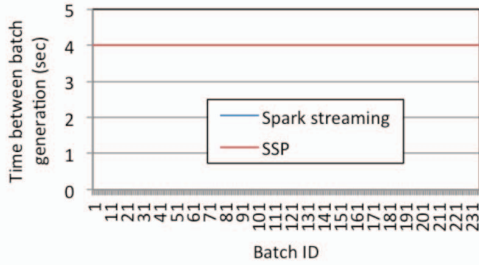 Time between batch
generation (sec)
5
4
3
2
1
0
Spark streaming
SSP
1 11 21 31 41 51 61 71 81 91 101 111 121 131 141 151 161 171 181 191 201 211 221 231
Batch ID